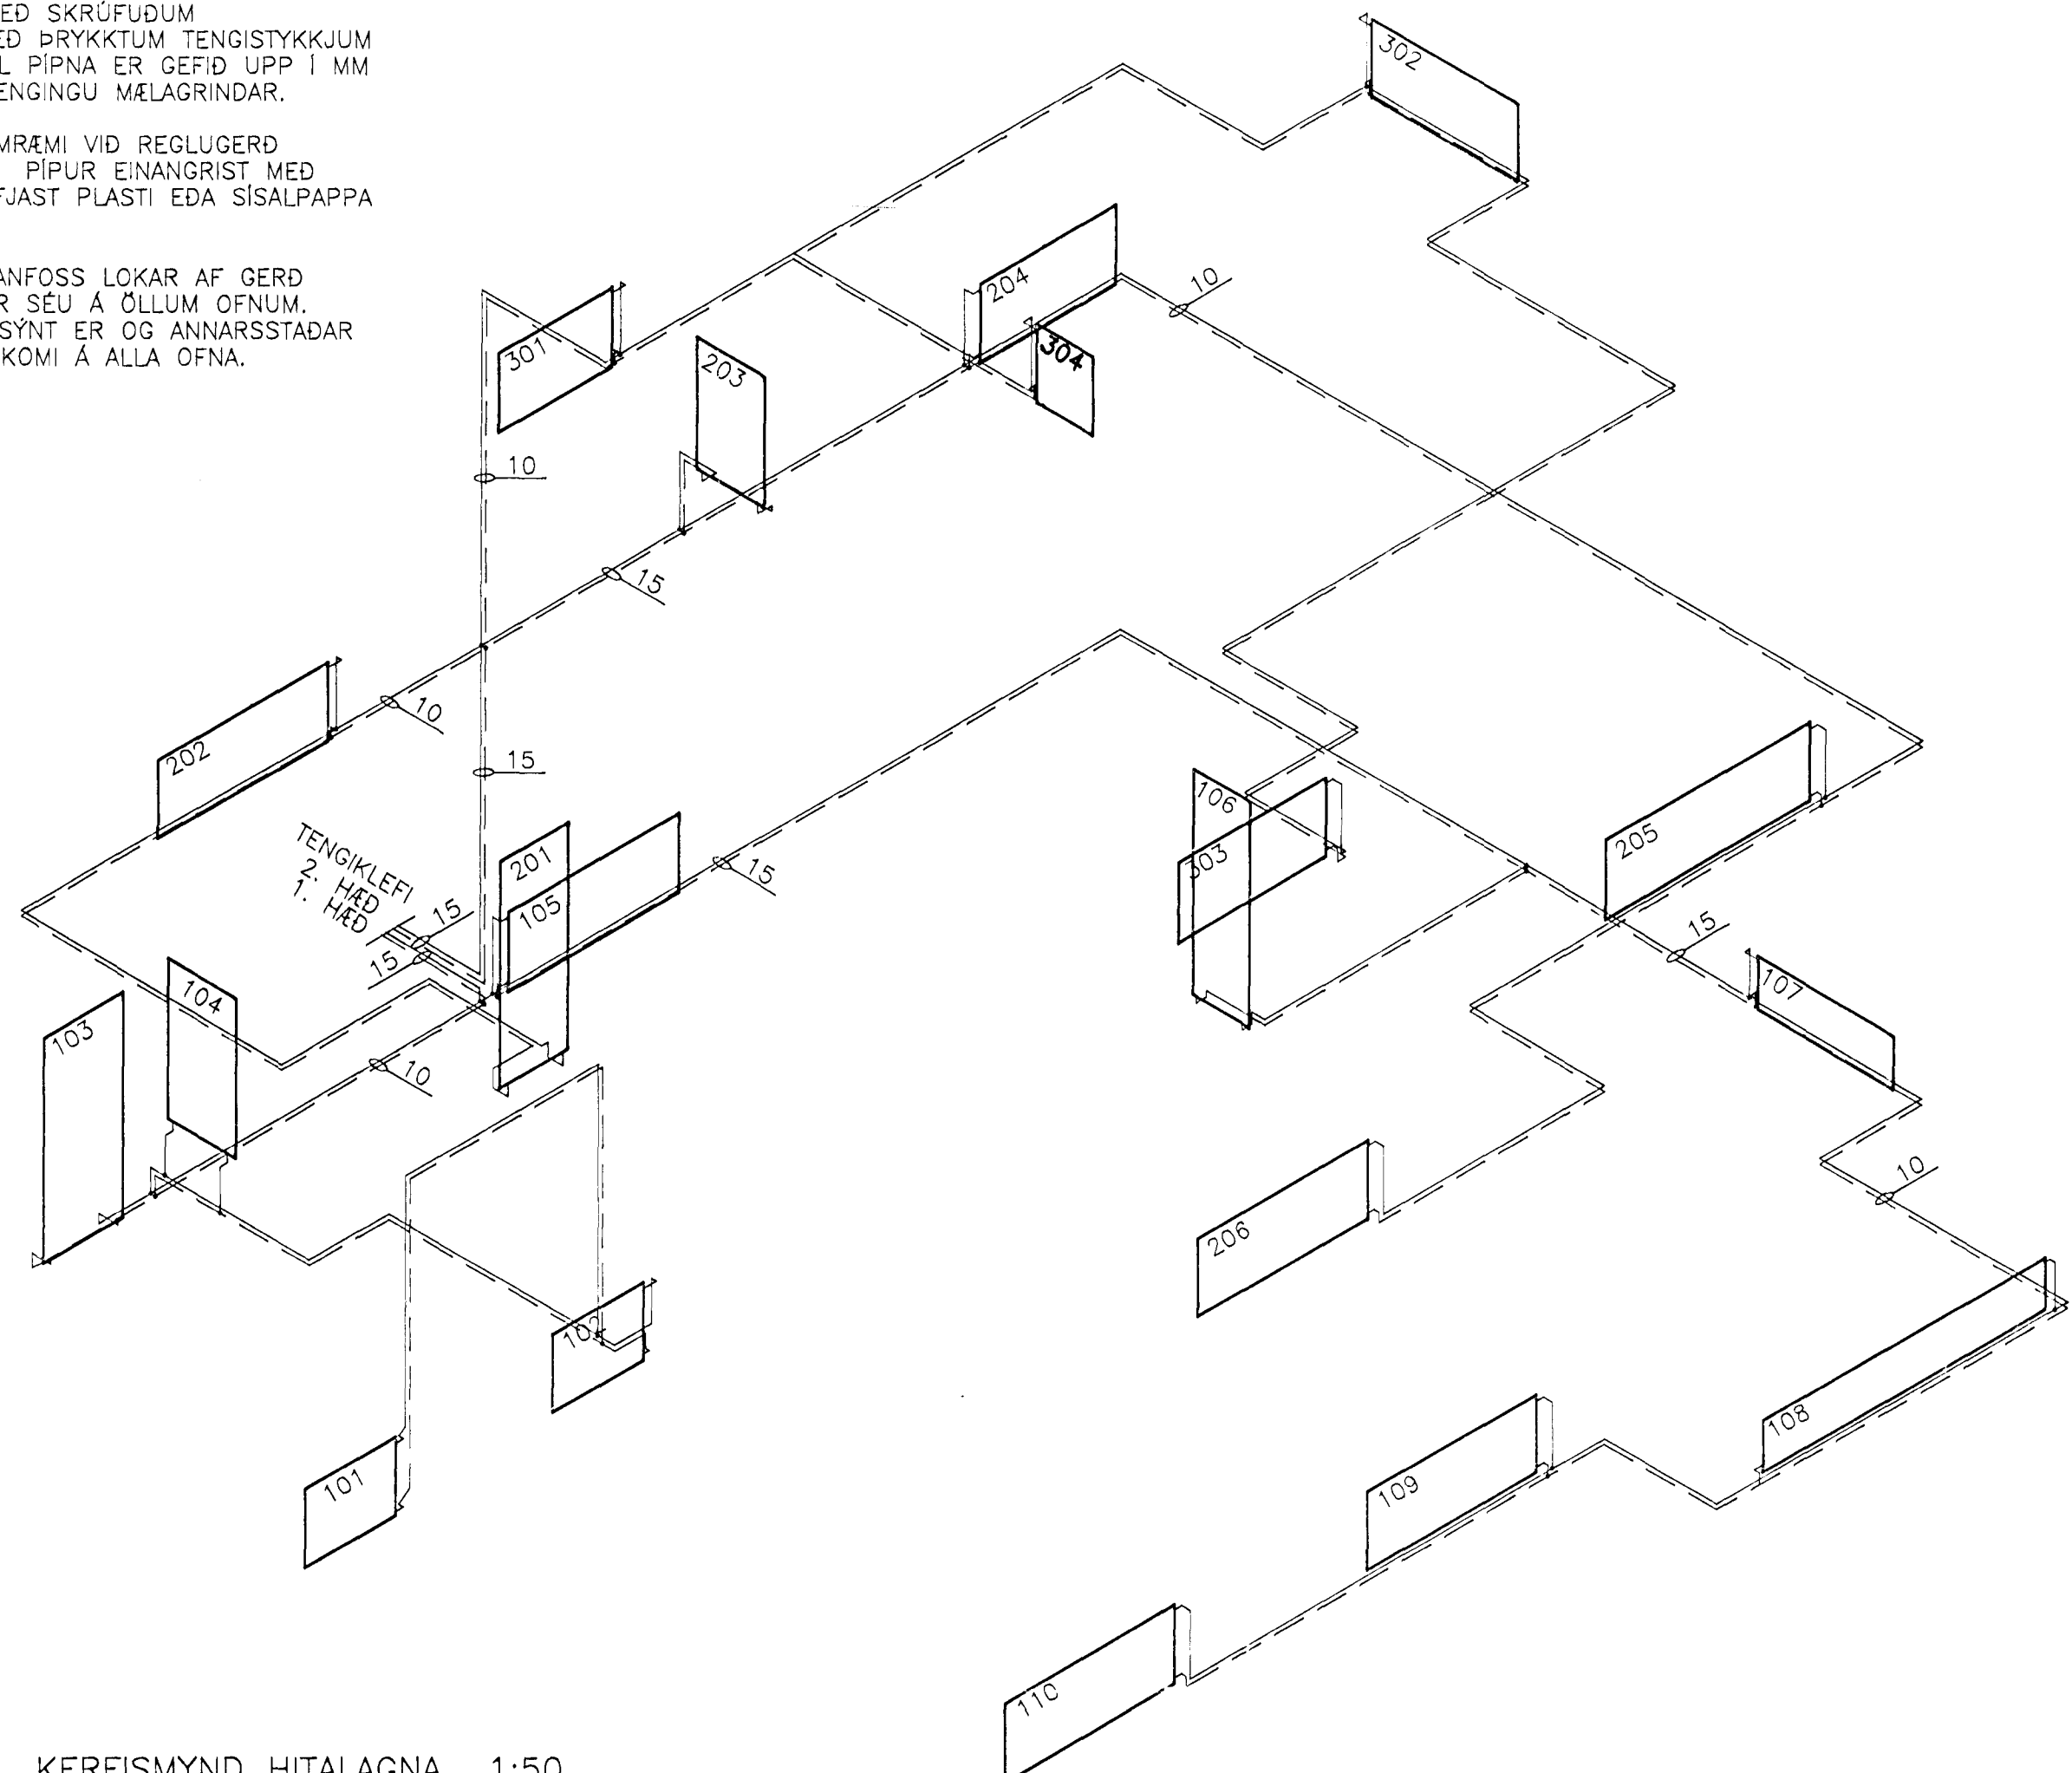 EÐ SKRÚFUÐUM
EÐ ÞRYKKTUM TENGISTYKKJUM
L PÍPNA ER GEFIÐ UPP Í MM
ENGINGU MÆLAGRINDAR.
MRÆMI VIÐ REGLUGERÐ
PÍPUR EINANGRIST MEÐ
FJAST PLASTI EÐA SÍSALPAPPA
ANFOSS LOKAR AF GERÐ
R SÉU Á ÖLLUM OFNUM.
SÝNT ER OG ANNARSSTAÐAR
KOMI Á ALLA OFNA.
302
204
10
301
203
304
10
15
202
10
15
106
205
TENGIKLEFI
2. HÆÐ
1. HÆÐ
201
15
303
15
105
15
15
107
104
103
10
10
206
102
108
101
109
110
KERFISMYND HITALAGNA 1:50